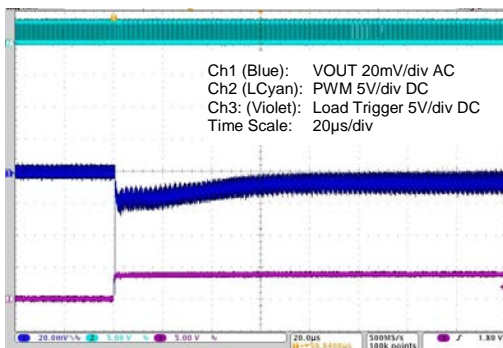 Ch1 (Blue): VOUT 20mV/div AC
Ch2 (LCyan): PWM 5V/div DC
Ch3: (Violet): Load Trigger 5V/div DC
Time Scale: 20µs/div
20.0mV 2 5.00 V 5.00 V 20.0µs 500MS/s 1.80 V
100k points